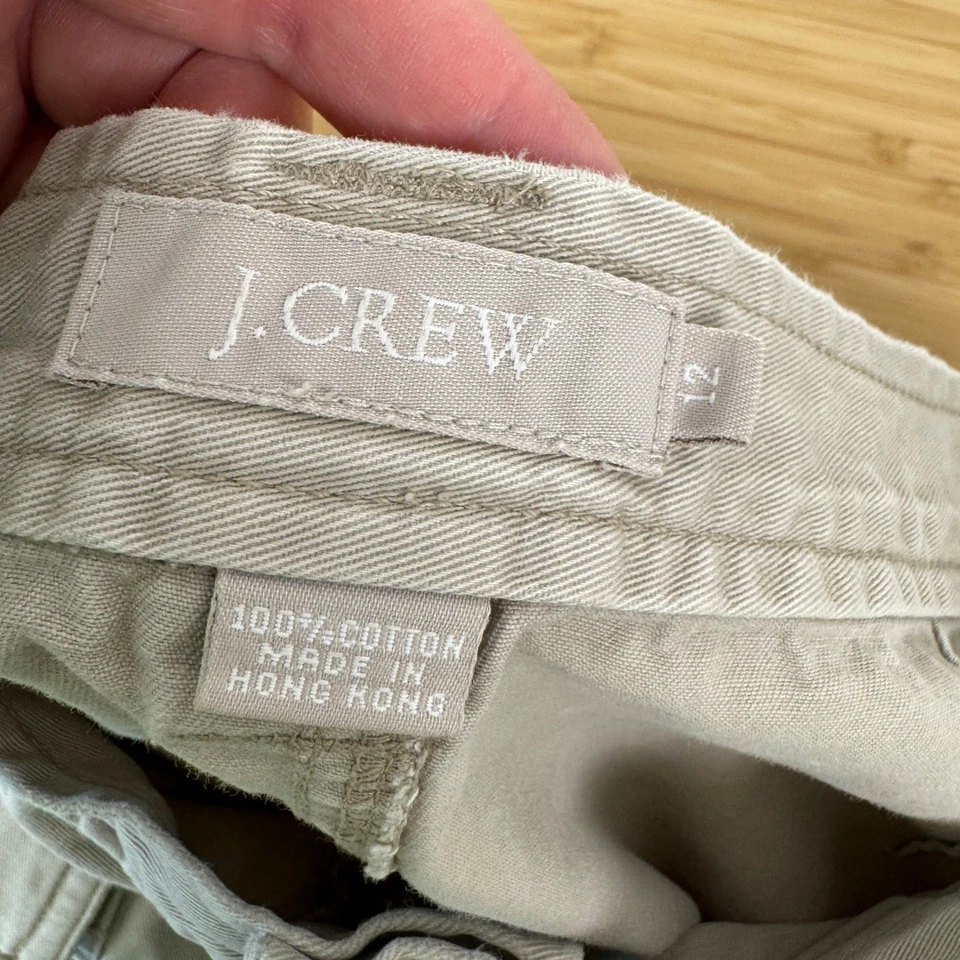 J.CREW
12
100% COTTON
MADE IN
HONG KONG